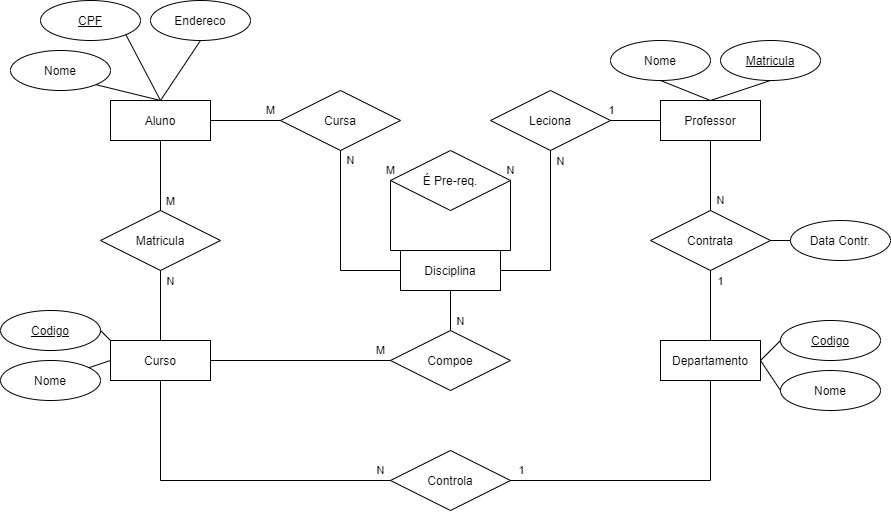 CPF
Endereco
Nome
Nome
Matricula
Aluno
M
Cursa
Leciona
1
Professor
N
N
M
É Pre-req.
N
M
N
Matricula
Contrata
Data Contr.
Disciplina
N
1
N
Codigo
Codigo
M
Curso
Compoe
Departamento
Nome
Nome
N
Controla
1